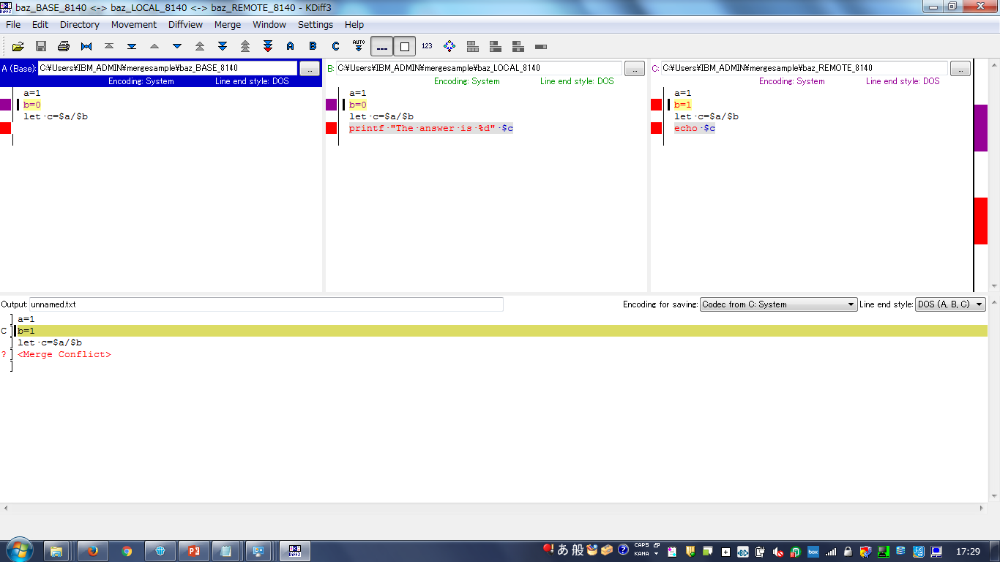 baz_BASE_8140 <-> baz_LOCAL_8140 <-> baz_REMOTE_8140 - KDiff3
File Edit Directory Movement Diffview Merge Window Settings Help
A B C AUTO 123
A (Base): C:¥Users¥IBM_ADMIN¥mergesample¥baz_BASE_8140 ...
Encoding: System Line end style: DOS
a=1
b=0
let·c=$a/$b
B: C:¥Users¥IBM_ADMIN¥mergesample¥baz_LOCAL_8140 ...
Encoding: System Line end style: DOS
a=1
b=0
let·c=$a/$b
printf·"The·answer·is·%d"·$c
C: C:¥Users¥IBM_ADMIN¥mergesample¥baz_REMOTE_8140 ...
Encoding: System Line end style: DOS
a=1
b=1
let·c=$a/$b
echo·$c
Output: unnamed.txt Encoding for saving: Codec from C: System Line end style: DOS (A, B, C)
] a=1
C ] b=1
] let·c=$a/$b
? ] <Merge Conflict>
]
KDiff3 あ 般 CAPS KANA box 17:29